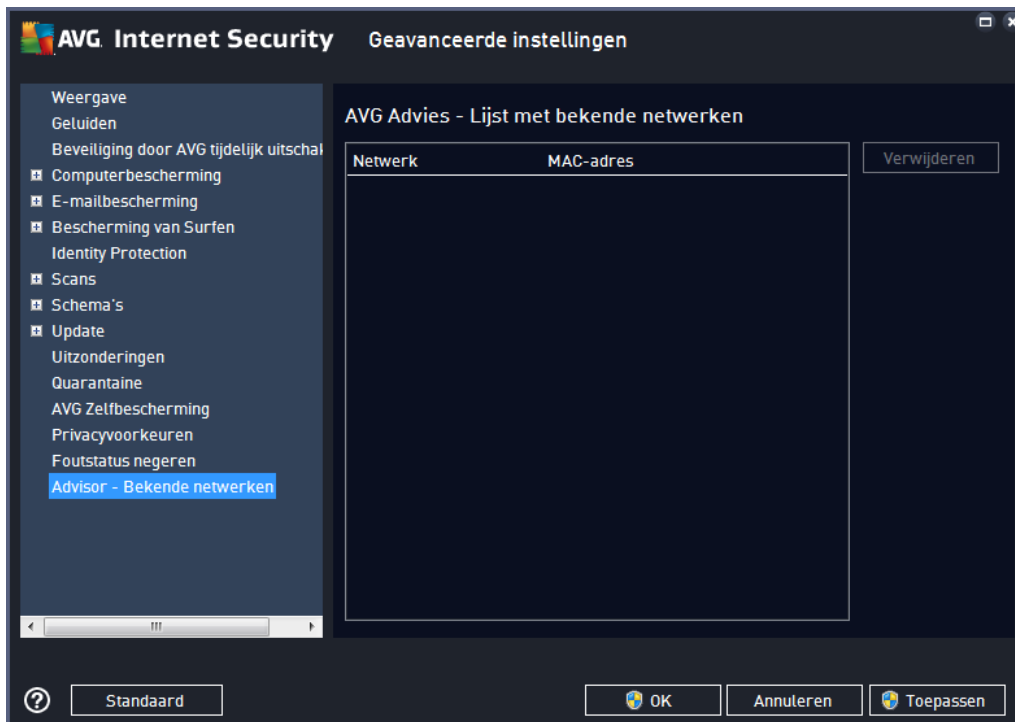 AVG. Internet Security Geavanceerde instellingen
Weergave
Geluiden
Beveiliging door AVG tijdelijk uitschak
Computerbescherming
E-mailbescherming
Bescherming van Surfen
Identity Protection
Scans
Schema's
Update
Uitzonderingen
Quarantaine
AVG Zelfbescherming
Privacyvoorkeuren
Foutstatus negeren
Advisor - Bekende netwerken
AVG Advies - Lijst met bekende netwerken
Netwerk MAC-adres
Verwijderen
? Standaard OK Annuleren Toepassen